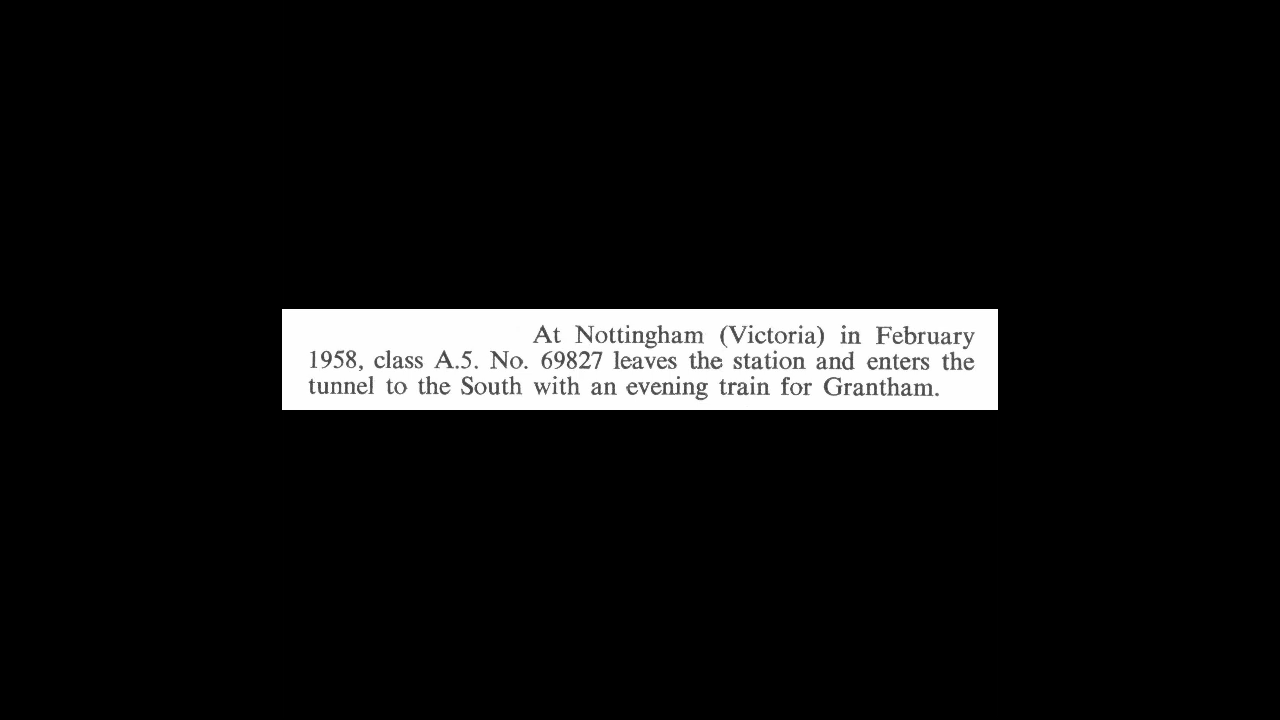 At Nottingham (Victoria) in February
1958, class A.5. No. 69827 leaves the station and enters the
tunnel to the South with an evening train for Grantham.